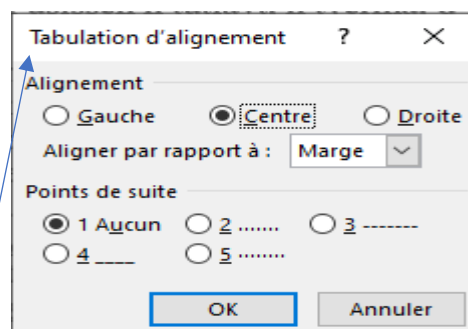 Tabulation d'alignement ? ×
Alignement
Gauche Centre Droite
Aligner par rapport à : Marge
Points de suite
1 Aucun 2 ....... 3 -------
4 ____ 5 ········
OK Annuler